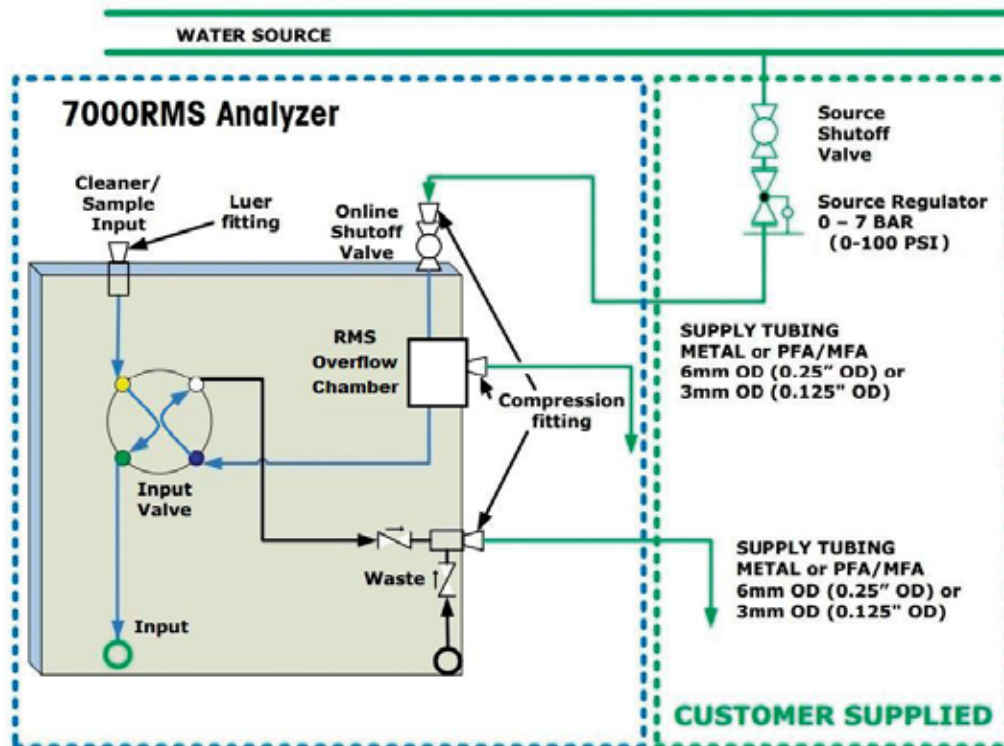 WATER SOURCE
7000RMS Analyzer
Cleaner/
Sample
Input
Luer
fitting
Online
Shutoff
Valve
Source
Shutoff
Valve
Source Regulator
0 – 7 BAR
(0-100 PSI)
RMS
Overflow
Chamber
Compression
fitting
SUPPLY TUBING
METAL or PFA/MFA
6mm OD (0.25” OD) or
3mm OD (0.125" OD)
Input
Valve
Waste
Input
SUPPLY TUBING
METAL or PFA/MFA
6mm OD (0.25” OD) or
3mm OD (0.125" OD)
CUSTOMER SUPPLIED